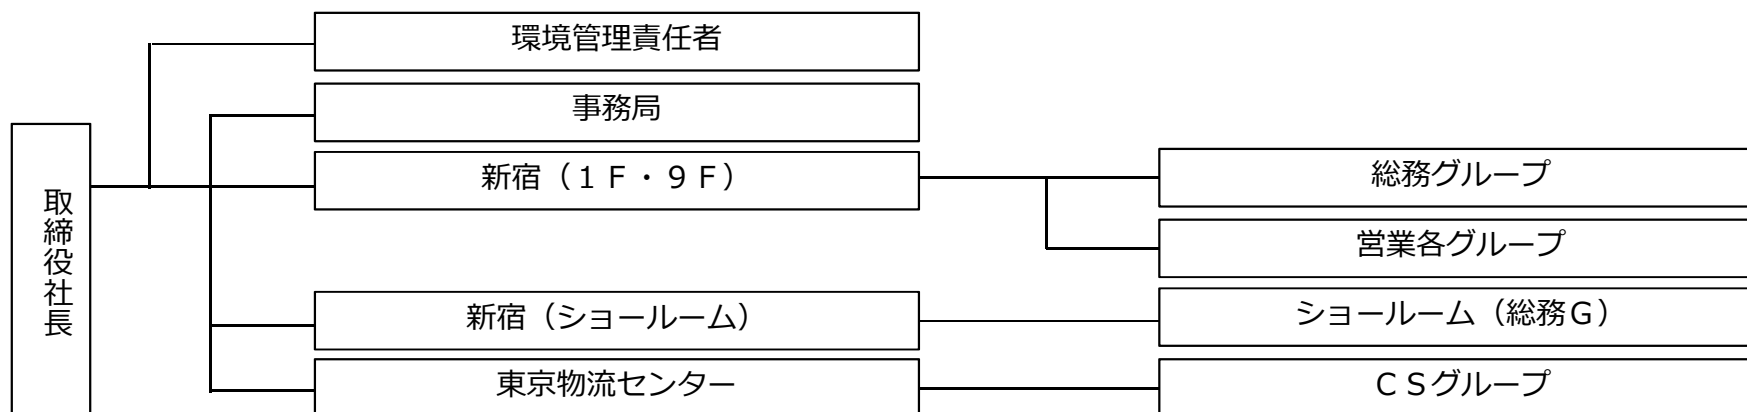 環境管理責任者
事務局
取締役社長
新宿（１Ｆ・９Ｆ）
総務グループ
営業各グループ
新宿（ショールーム）
ショールーム（総務Ｇ）
東京物流センター
ＣＳグループ